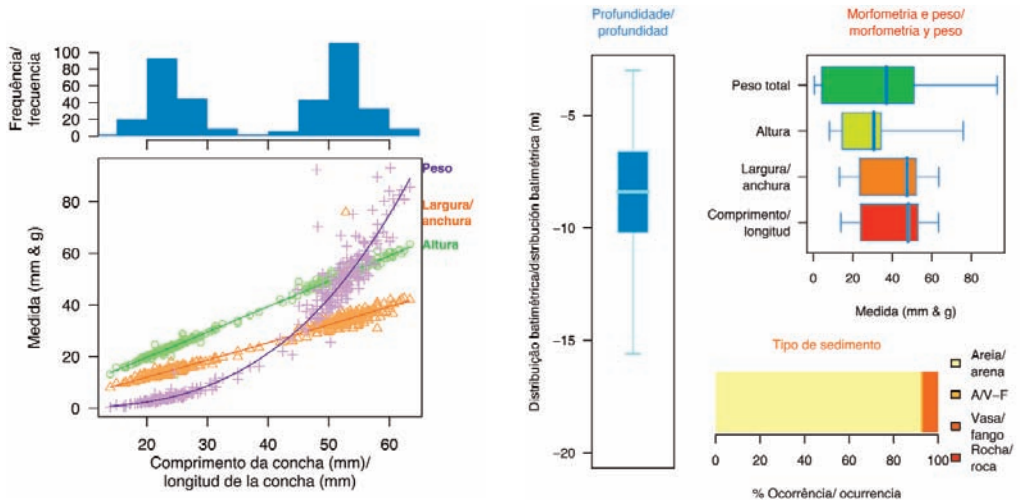 Frequência/
frecuencia
100
80
60
40
20
0
Peso
Largura/
anchura
Altura
Medida (mm & g)
80
60
40
20
0
20 30 40 50 60
Comprimento da concha (mm)/
longitud de la concha (mm)
Profundidade/
profundidad
Distribuição batimétrica/distribución batimétrica (m)
−5
−10
−15
−20
Morfometria e peso/
morfometría y peso
Peso total
Altura
Largura/
anchura
Comprimento/
longitud
0 20 40 60 80
Medida (mm & g)
Tipo de sedimento
Areia/
arena
A/V−F
Vasa/
fango
Rocha/
roca
0 20 40 60 80 100
% Ocorrência/ ocurrencia